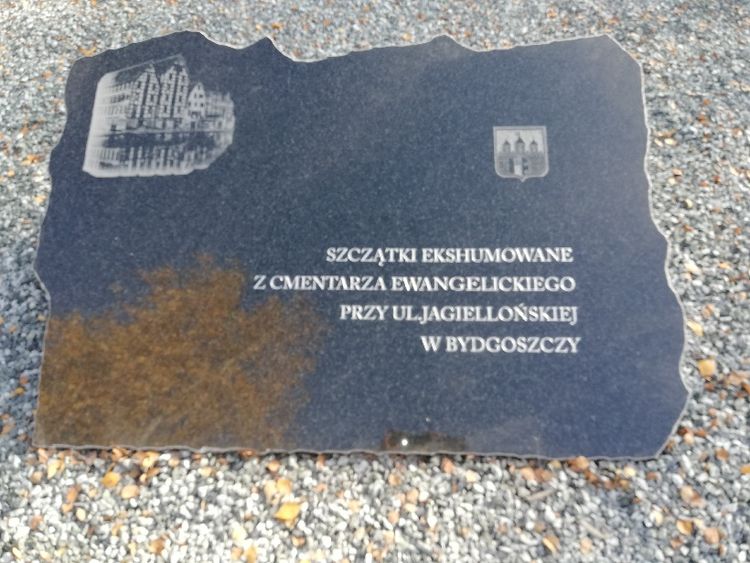 SZCZĄTKI EKSHUMOWANE
Z CMENTARZA EWANGELICKIEGO
PRZY UL.JAGIELLOŃSKIEJ
W BYDGOSZCZY